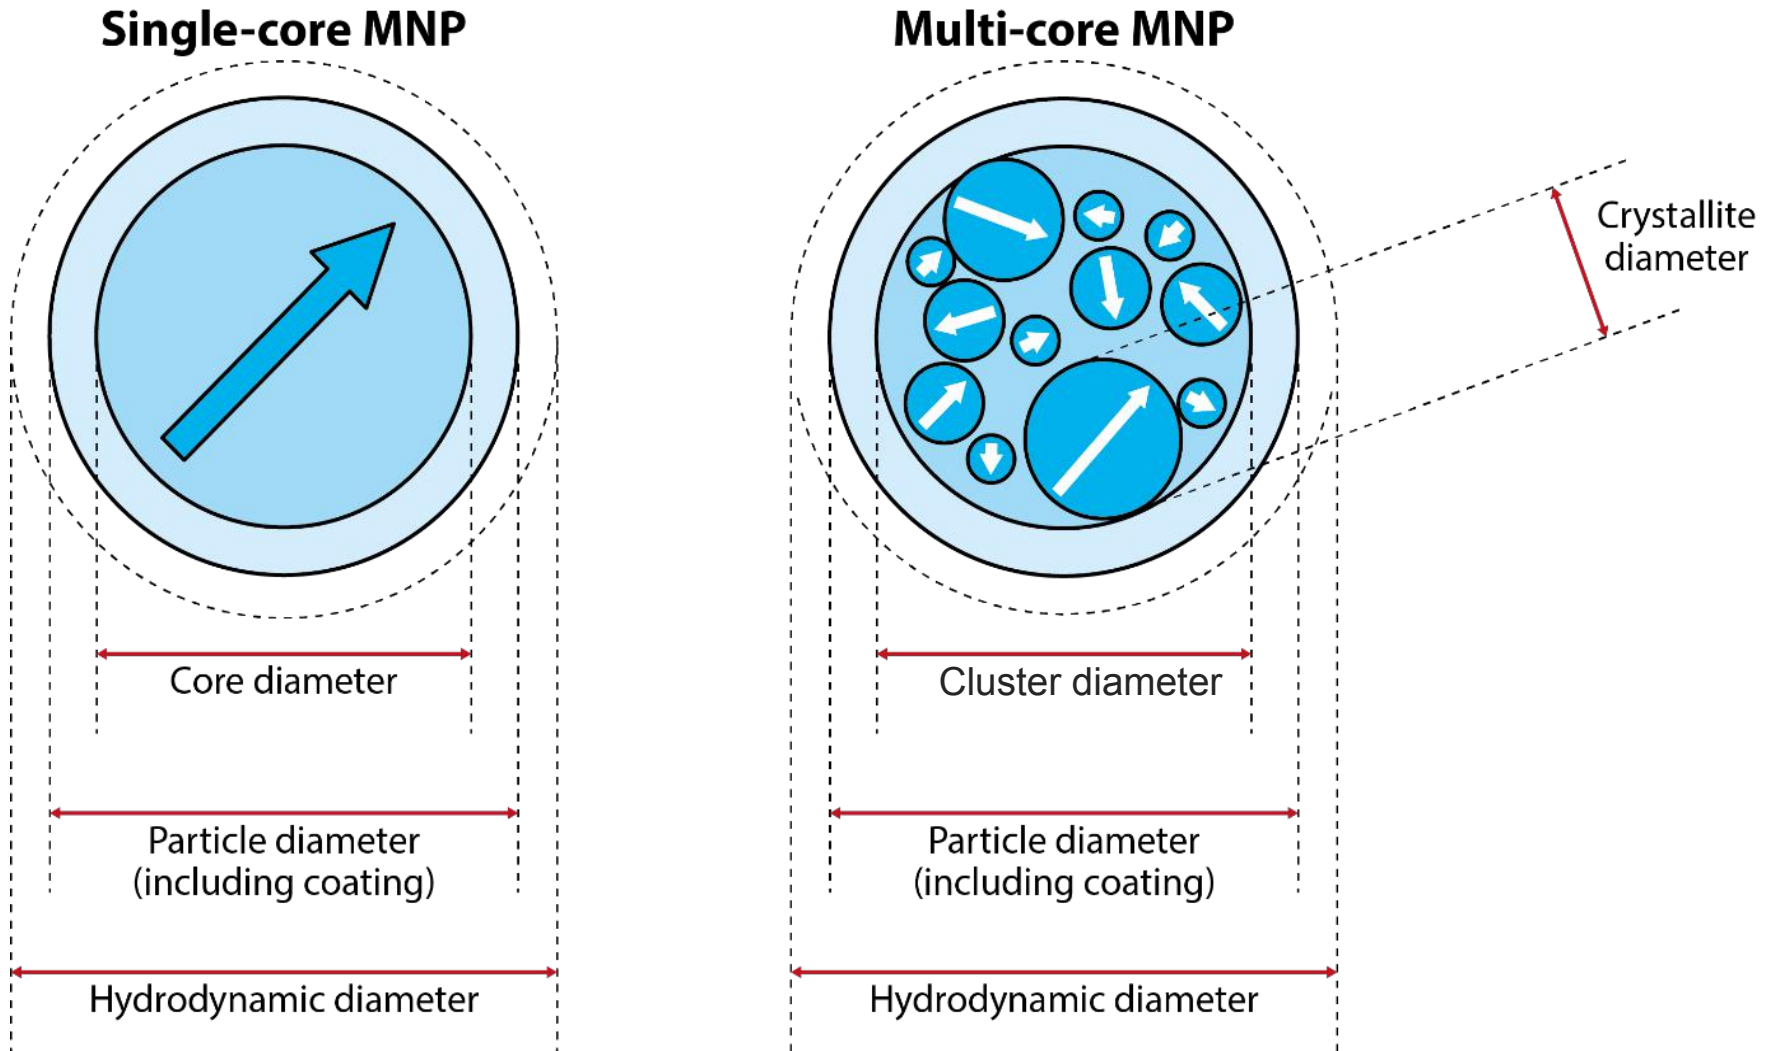 Single-core MNP
Multi-core MNP
Crystallite
diameter
Core diameter
Cluster diameter
Particle diameter
(including coating)
Particle diameter
(including coating)
Hydrodynamic diameter
Hydrodynamic diameter